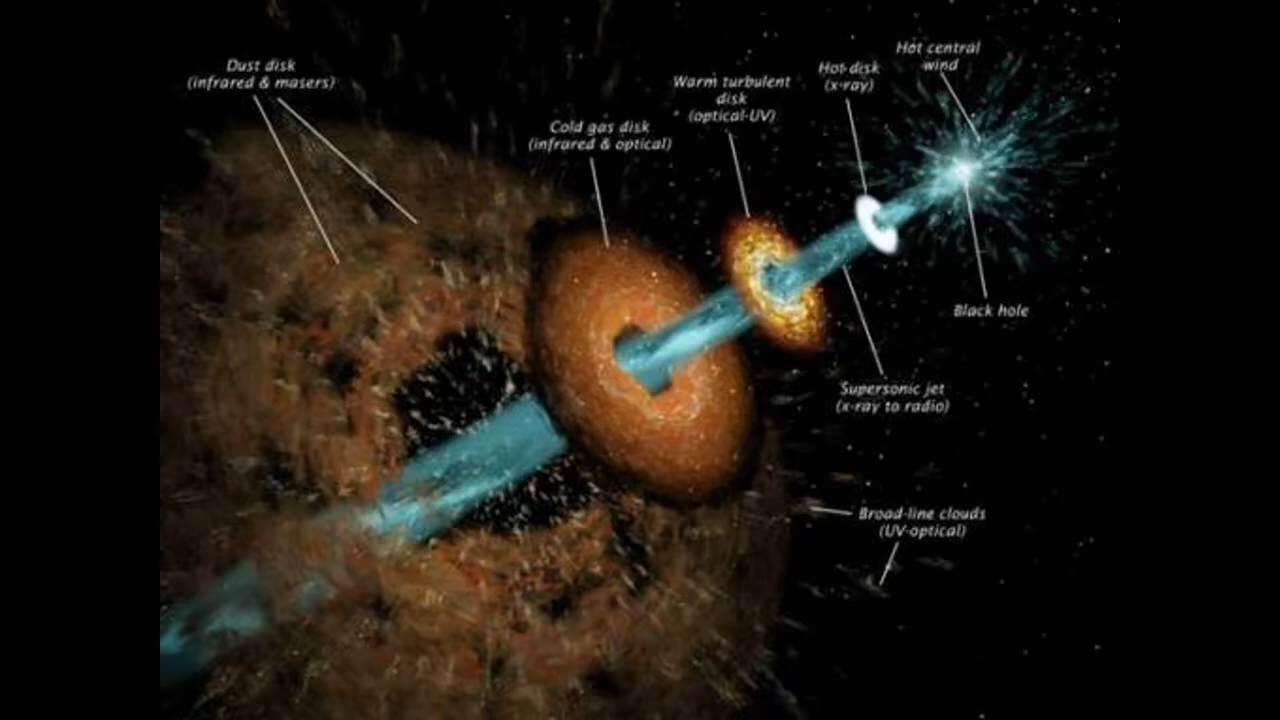 Dust disk
(infrared & masers)
Cold gas disk
(infrared & optical)
Warm turbulent
disk
(optical-UV)
Hot disk
(x-ray)
Hot central
wind
Black hole
Supersonic jet
(x-ray to radio)
Broad-line clouds
(UV-optical)